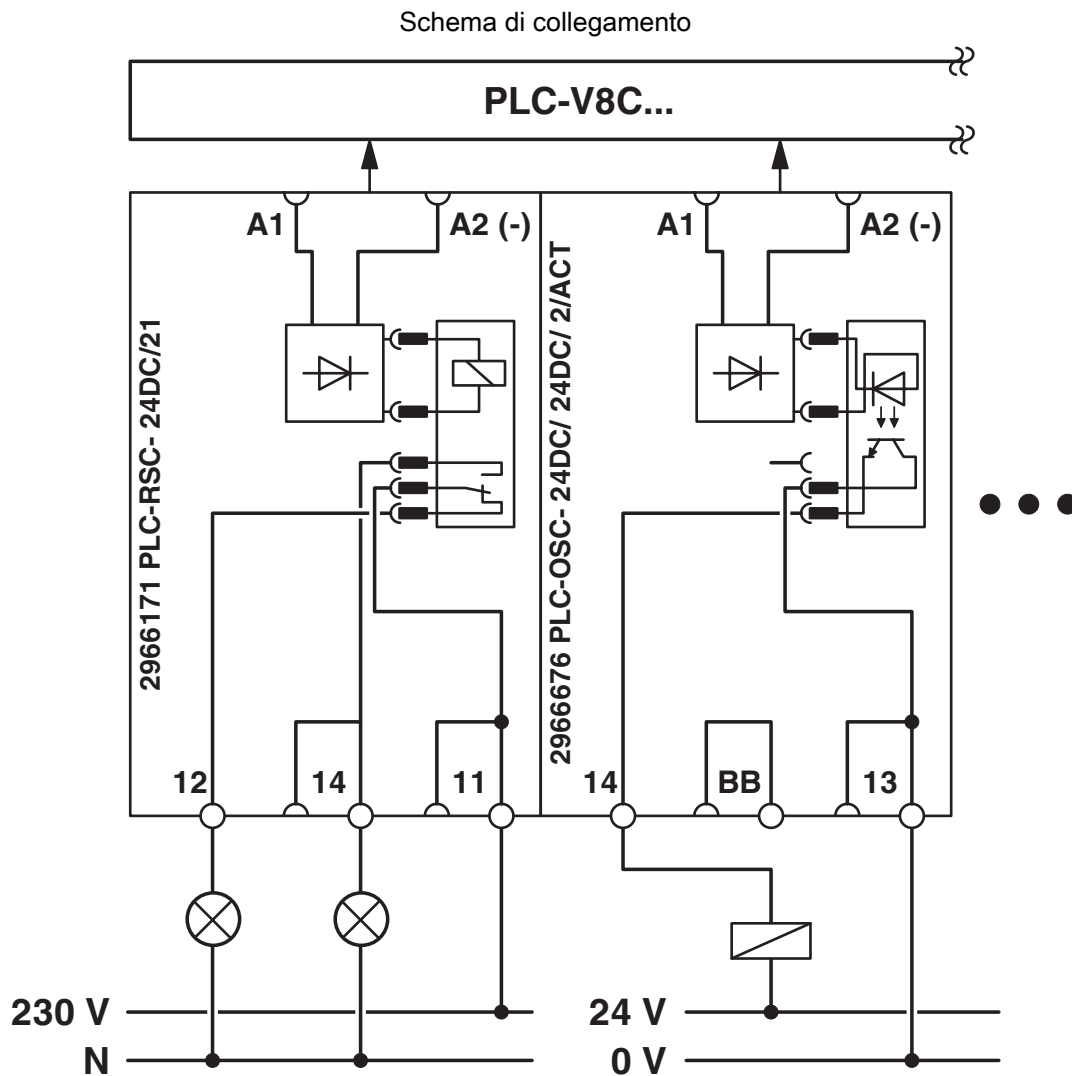 Schema di collegamento
PLC-V8C...
A1
A2 (-)
A1
A2 (-)
2966171 PLC-RSC- 24DC/21
2966676 PLC-OSC- 24DC/ 24DC/ 2/ACT
12
14
11
14
BB
13
230 V
24 V
N
0 V